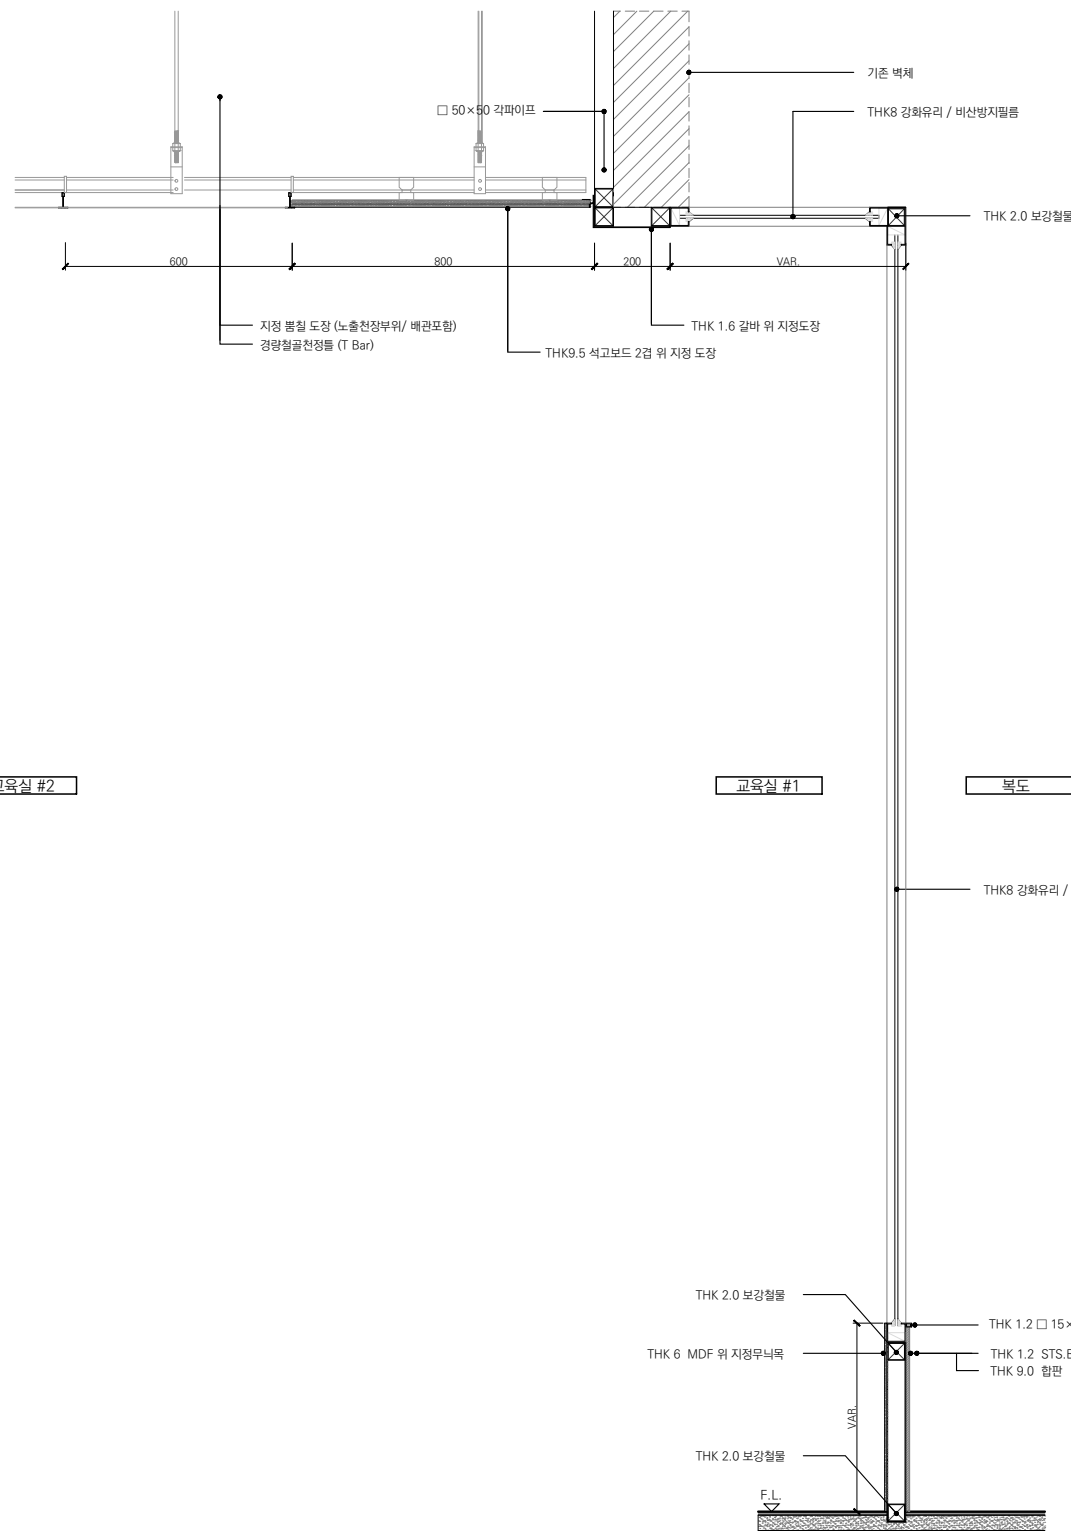 기존 벽체
□ 50×50 각파이프
THK8 강화유리 / 비산방지필름
THK 2.0 보강철물
600
800
200
VAR.
지정 뿜칠 도장 (노출천장부위/ 배관포함)
경량철골천정틀 (T Bar)
THK 1.6 갈바 위 지정도장
THK9.5 석고보드 2겹 위 지정 도장
교육실 #2
교육실 #1
복도
THK8 강화유리 /
THK 2.0 보강철물
THK 1.2 □ 15×
THK 6 MDF 위 지정무늬목
THK 1.2 STS.
THK 9.0 합판
VAR.
THK 2.0 보강철물
F.L.